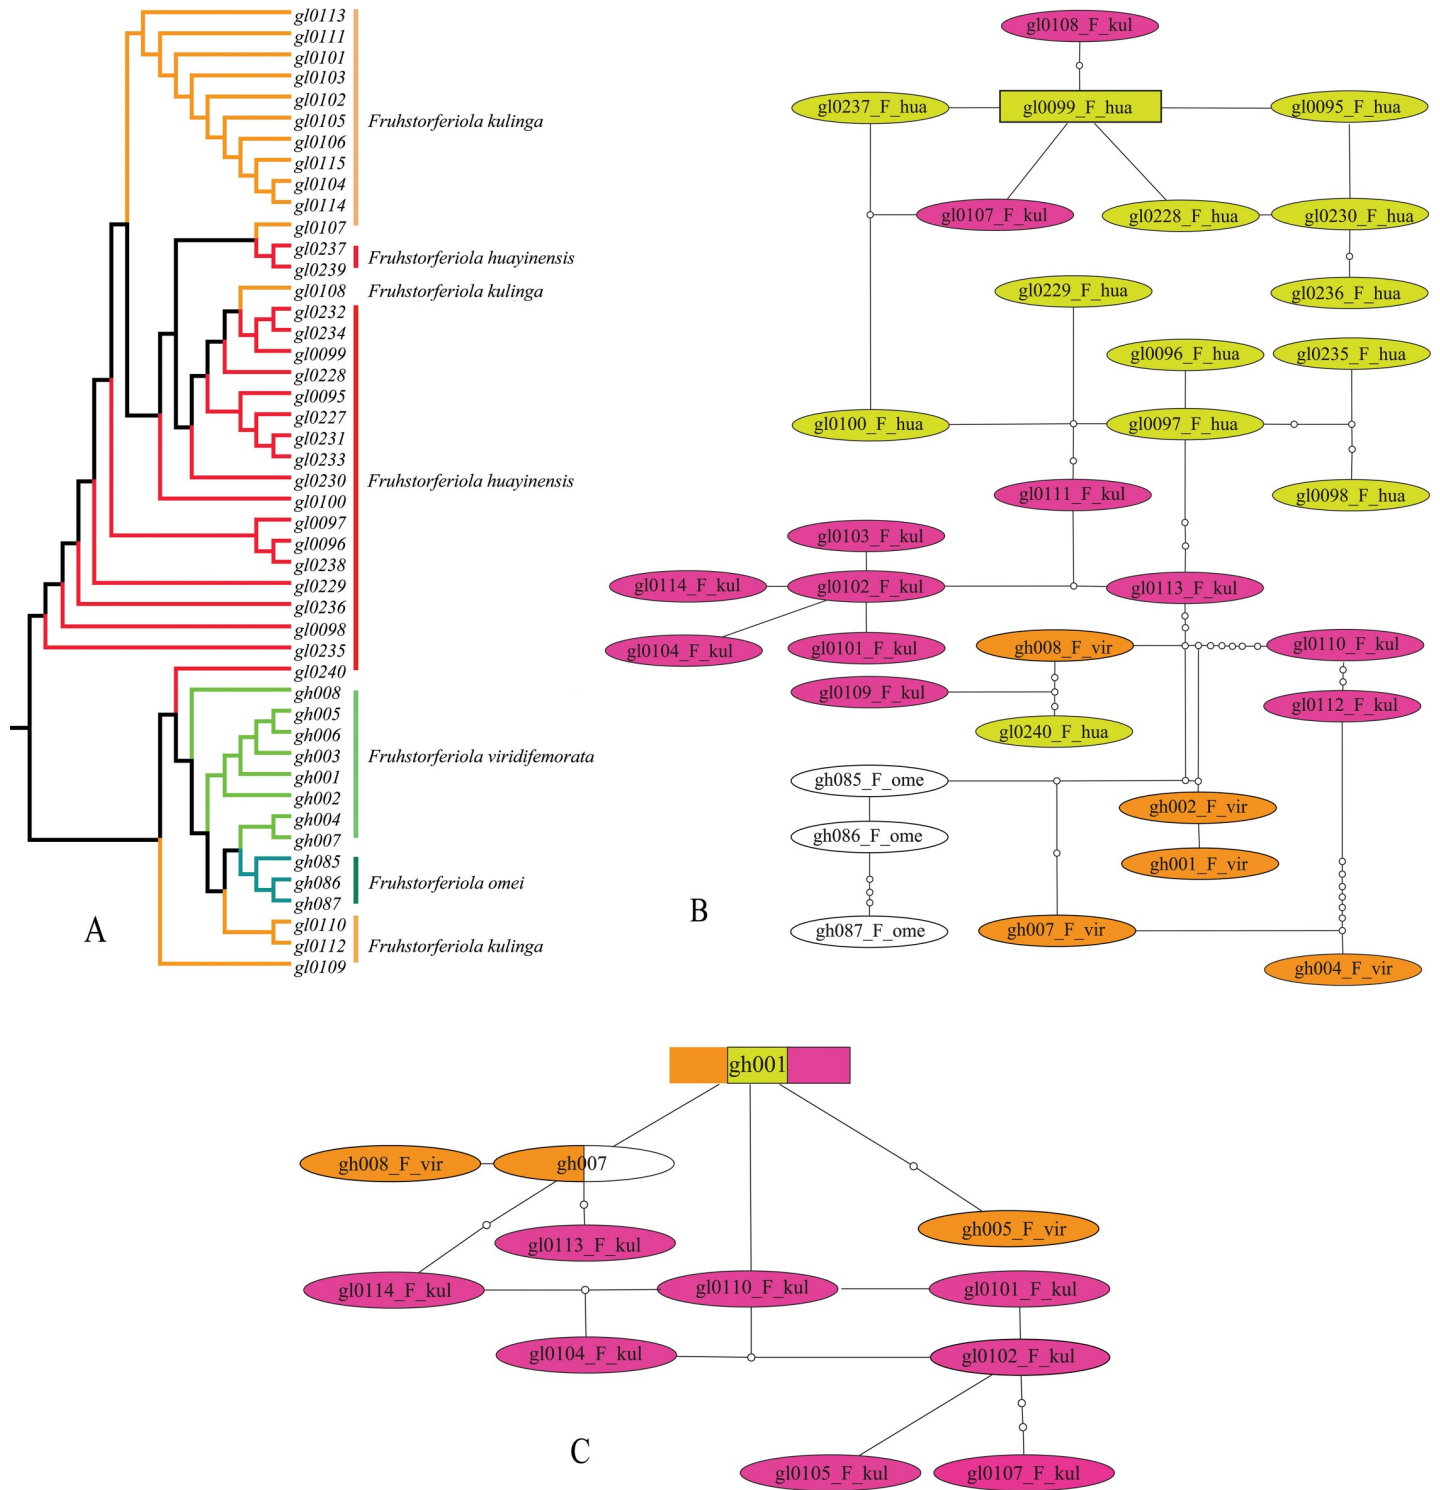 gl0113
gl0111
gl0101
gl0103
gl0102
gl0105
Fruhstorferiola kulinga
gl0106
gl0115
gl0104
gl0114
gl0107
gl0237
Fruhstorferiola huayinensis
gl0239
gl0108
Fruhstorferiola kulinga
gl0232
gl0234
gl0099
gl0228
gl0095
gl0227
gl0231
gl0233
gl0230
Fruhstorferiola huayinensis
gl0100
gl0097
gl0096
gl0238
gl0229
gl0236
gl0098
gl0235
gl0240
gh008
gh005
gh006
gh003
Fruhstorferiola viridifemorata
gh001
gh002
gh004
gh007
gh085
gh086
Fruhstorferiola omei
gh087
gl0110
gl0112
Fruhstorferiola kulinga
gl0109
A
gl0108_F_kul
gl0237_F_hua
gl0099_F_hua
gl0095_F_hua
gl0107_F_kul
gl0228_F_hua
gl0230_F_hua
gl0229_F_hua
gl0236_F_hua
gl0096_F_hua
gl0235_F_hua
gl0100_F_hua
gl0097_F_hua
gl0111_F_kul
gl0098_F_hua
gl0103_F_kul
gl0114_F_kul
gl0102_F_kul
gl0113_F_kul
gl0104_F_kul
gl0101_F_kul
gh008_F_vir
gl0110_F_kul
gl0109_F_kul
gl0112_F_kul
gl0240_F_hua
gh085_F_ome
gh002_F_vir
gh086_F_ome
gh001_F_vir
gh087_F_ome
gh007_F_vir
gh004_F_vir
B
gh001
gh008_F_vir
gh007
gh005_F_vir
gl0113_F_kul
gl0114_F_kul
gl0110_F_kul
gl0101_F_kul
gl0104_F_kul
gl0102_F_kul
gl0105_F_kul
gl0107_F_kul
C